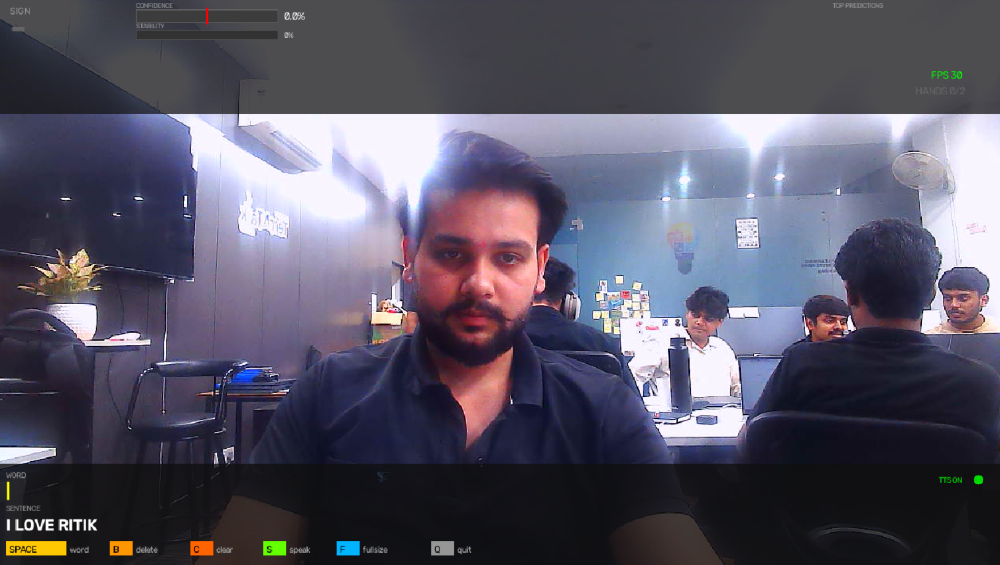 SIGN
CONFIDENCE
0.0%
STABILITY
0%
TOP PREDICTIONS
FPS 30
HANDS 0/2
TerrAT
WORD
TTS ON
SENTENCE
I LOVE RITIK
SPACE word B delete C clear S speak F fullsize Q quit